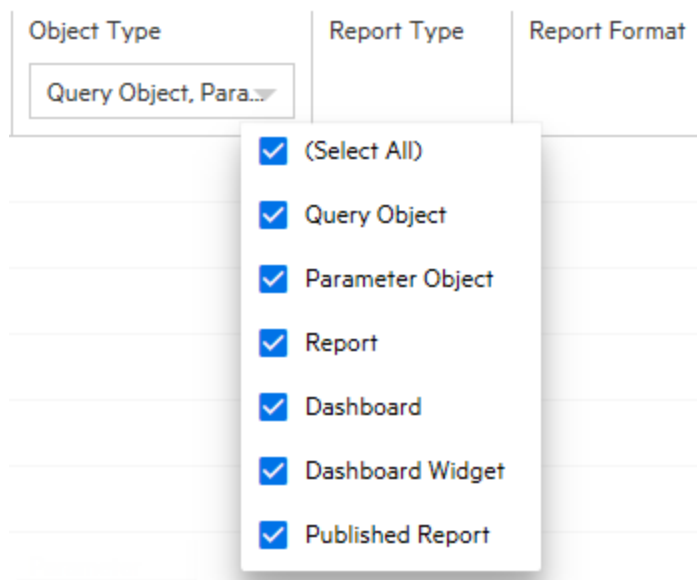 Object Type Report Type Report Format
Query Object, Para...
(Select All)
Query Object
Parameter Object
Report
Dashboard
Dashboard Widget
Published Report